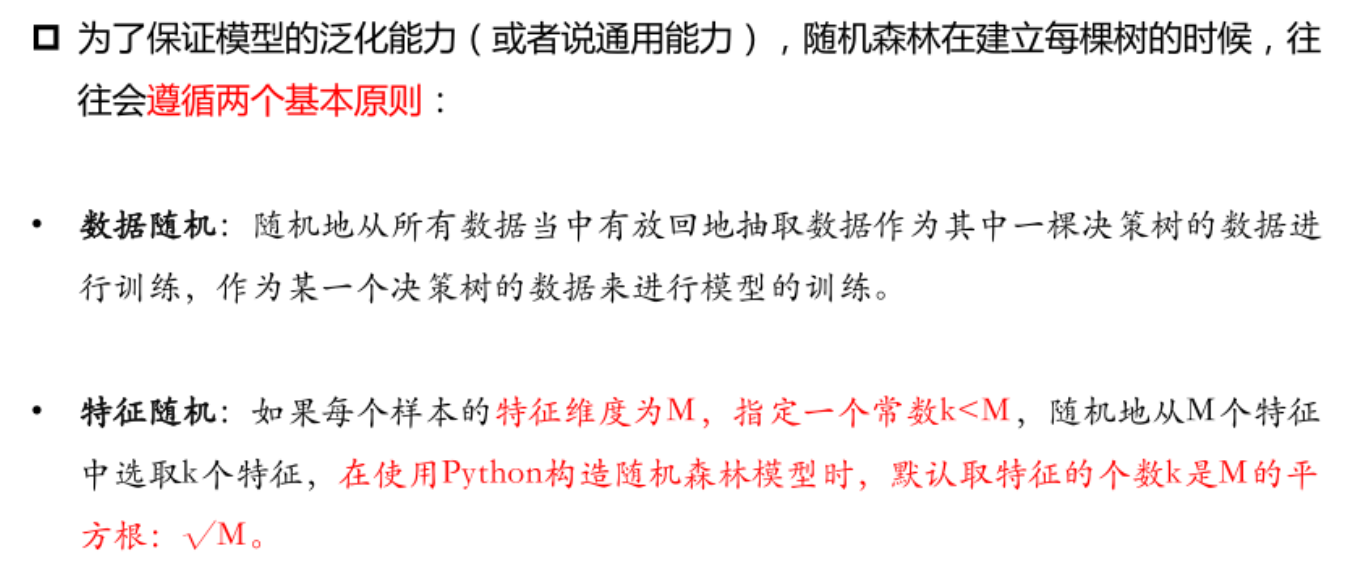 为了保证模型的泛化能力（或者说通用能力），随机森林在建立每棵树的时候，往
往会遵循两个基本原则：
• 数据随机：随机地从所有数据当中有放回地抽取数据作为其中一棵决策树的数据进
行训练，作为某一个决策树的数据来进行模型的训练。
• 特征随机：如果每个样本的特征维度为M，指定一个常数k<M，随机地从M个特征
中选取k个特征，在使用Python构造随机森林模型时，默认取特征的个数k是M的平
方根：√M。